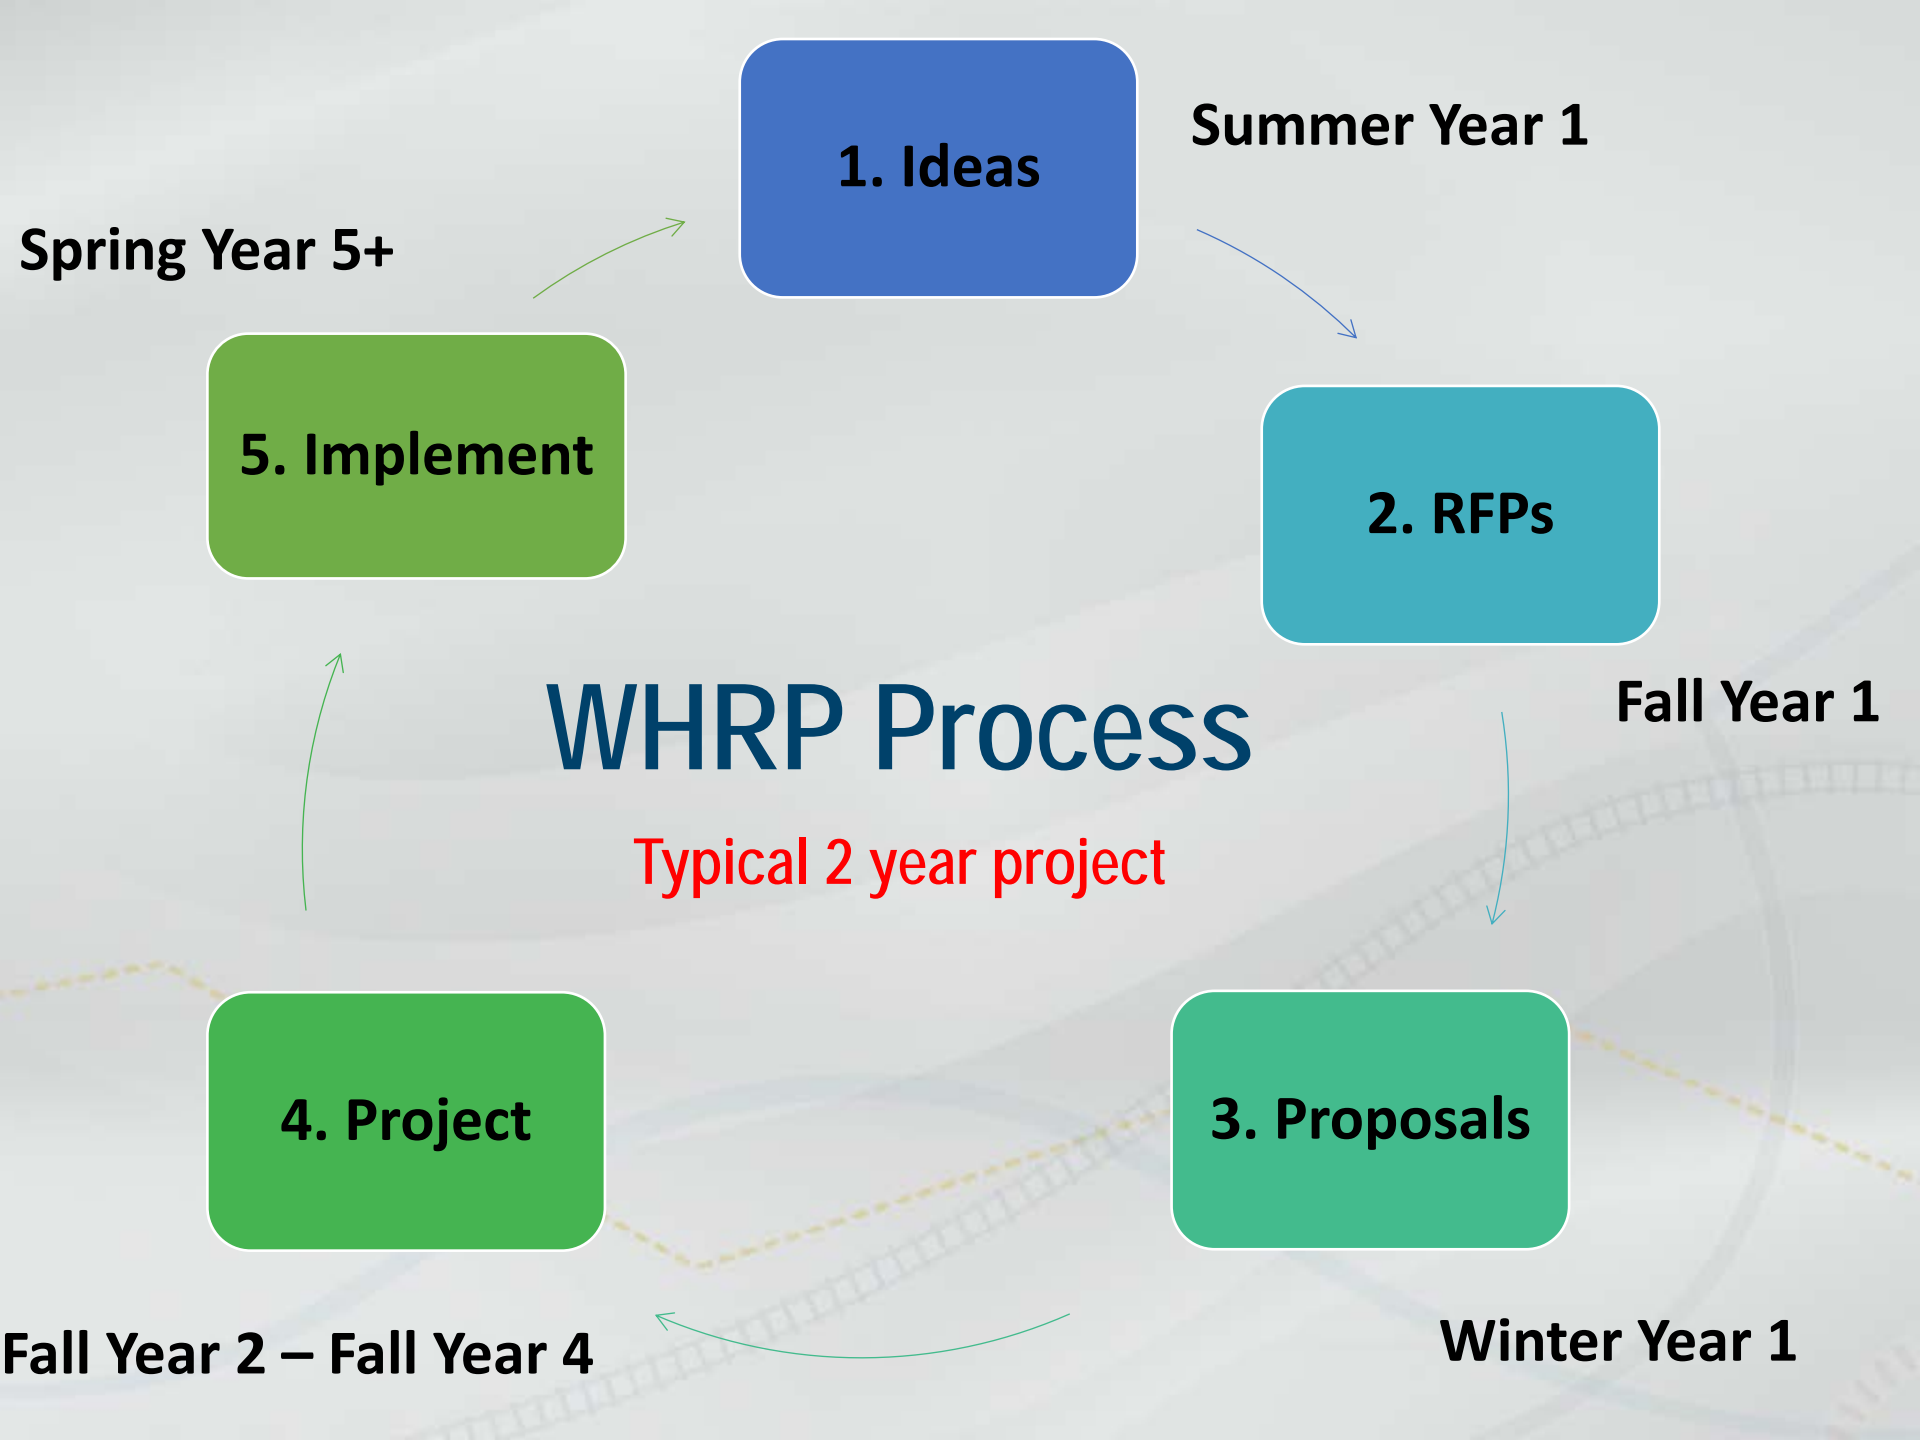 1. Ideas
Summer Year 1
Spring Year 5+
5. Implement
2. RFPs
Fall Year 1
WHRP Process
Typical 2 year project
4. Project
3. Proposals
Fall Year 2 – Fall Year 4
Winter Year 1